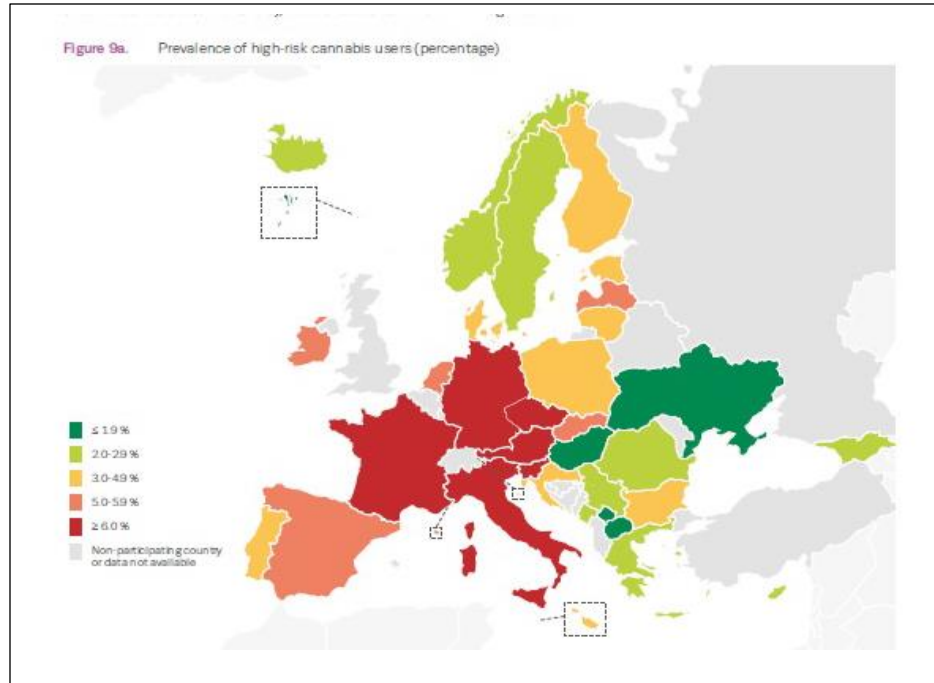 Figure 9a. Prevalence of high-risk cannabis users (percentage)
≤ 1.9 %
2.0-2.9 %
3.0-4.9 %
5.0-5.9 %
≥ 6.0 %
Non-participating country
or data not available